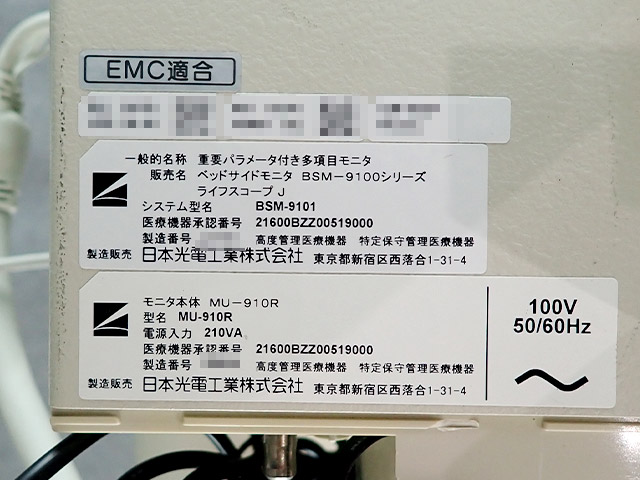 EMC適合
一般的名称 重要パラメータ付き多項目モニタ
販売名 ベッドサイドモニタ BSM-9100シリーズ
ライフスコープ J
システム型名 BSM-9101
医療機器承認番号 21600BZZ00519000
製造番号 高度管理医療機器 特定保守管理医療機器
製造販売 日本光電工業株式会社 東京都新宿区西落合1-31-4
モニタ本体 MU-910R
型名 MU-910R
電源入力 210VA
医療機器承認番号 21600BZZ00519000
製造番号 高度管理医療機器 特定保守管理医療機器
製造販売 日本光電工業株式会社 東京都新宿区西落合1-31-4
100V
50/60Hz